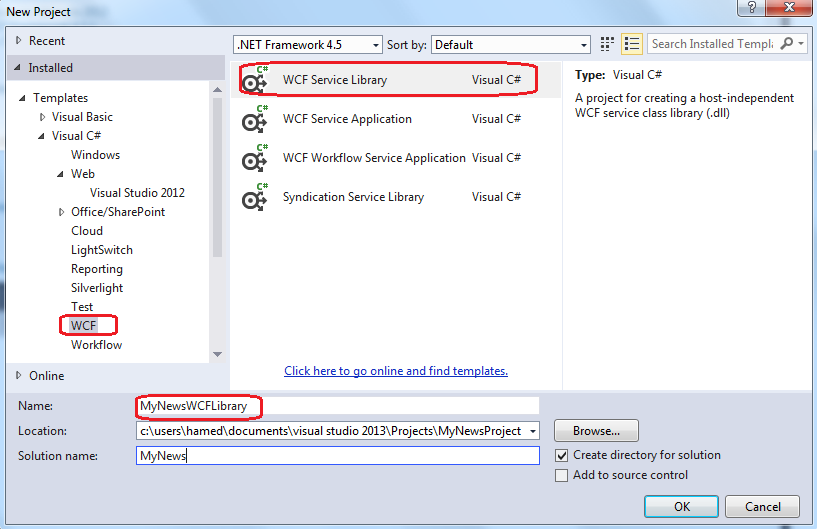 New Project
Recent
.NET Framework 4.5 Sort by: Default Search Installed Templa
Installed
Templates
Visual Basic
Visual C#
Windows
Web
Visual Studio 2012
Office/SharePoint
Cloud
LightSwitch
Reporting
Silverlight
Test
WCF
Workflow
Online
C# WCF Service Library Visual C#
C# WCF Service Application Visual C#
C# WCF Workflow Service Application Visual C#
C# Syndication Service Library Visual C#
Click here to go online and find templates.
Type: Visual C#
A project for creating a host-independent
WCF service class library (.dll)
Name: MyNewsWCFLibrary
Location: c:\users\hamed\documents\visual studio 2013\Projects\MyNewsProject Browse...
Solution name: MyNews
Create directory for solution
Add to source control
OK Cancel